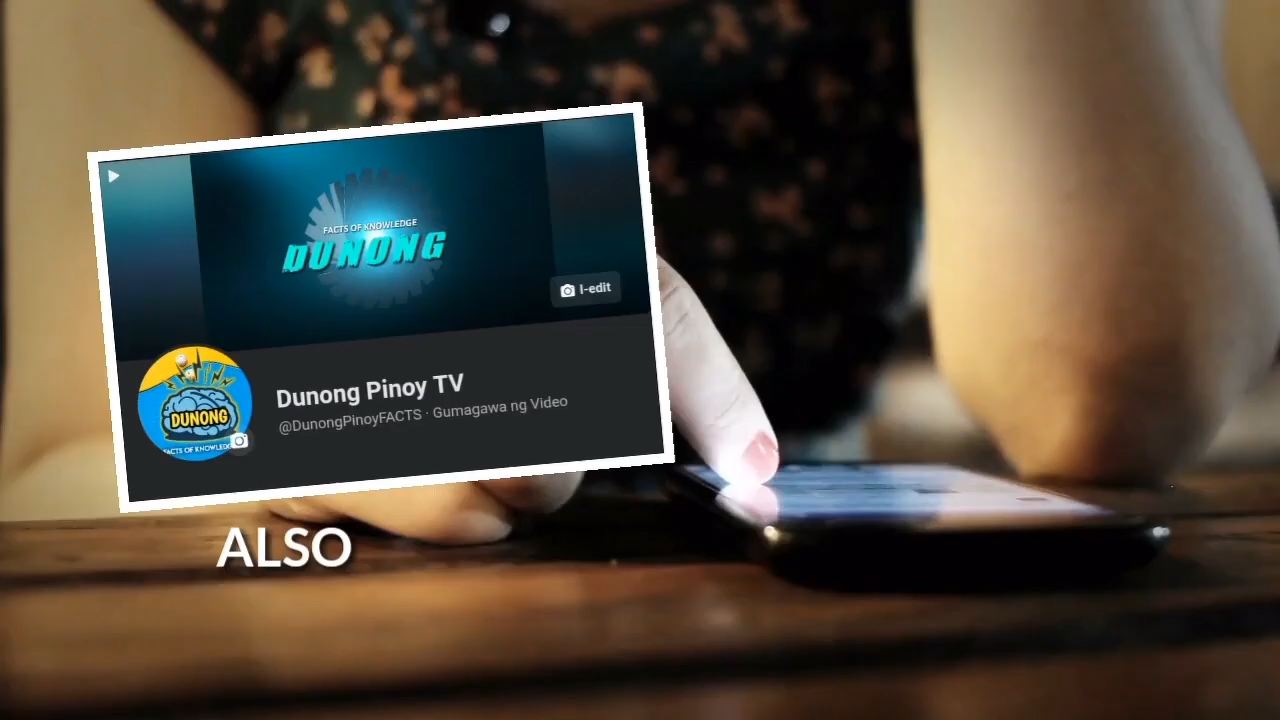 FACTS OF KNOWLEDGE
DUNONG
I-edit
DUNONG
FACTS OF KNOWLEDGE
Dunong Pinoy TV
@DunongPinoyFACTS · Gumagawa ng Video
ALSO